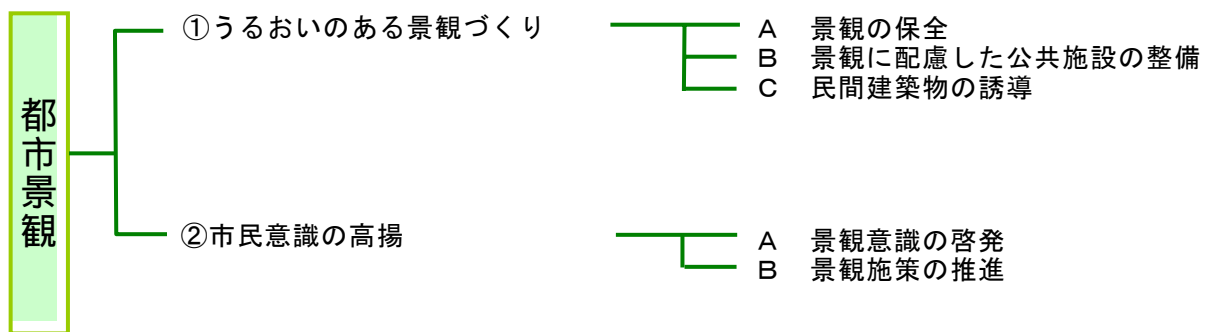 都市景観
①うるおいのある景観づくり
A 景観の保全
B 景観に配慮した公共施設の整備
C 民間建築物の誘導
②市民意識の高揚
A 景観意識の啓発
B 景観施策の推進